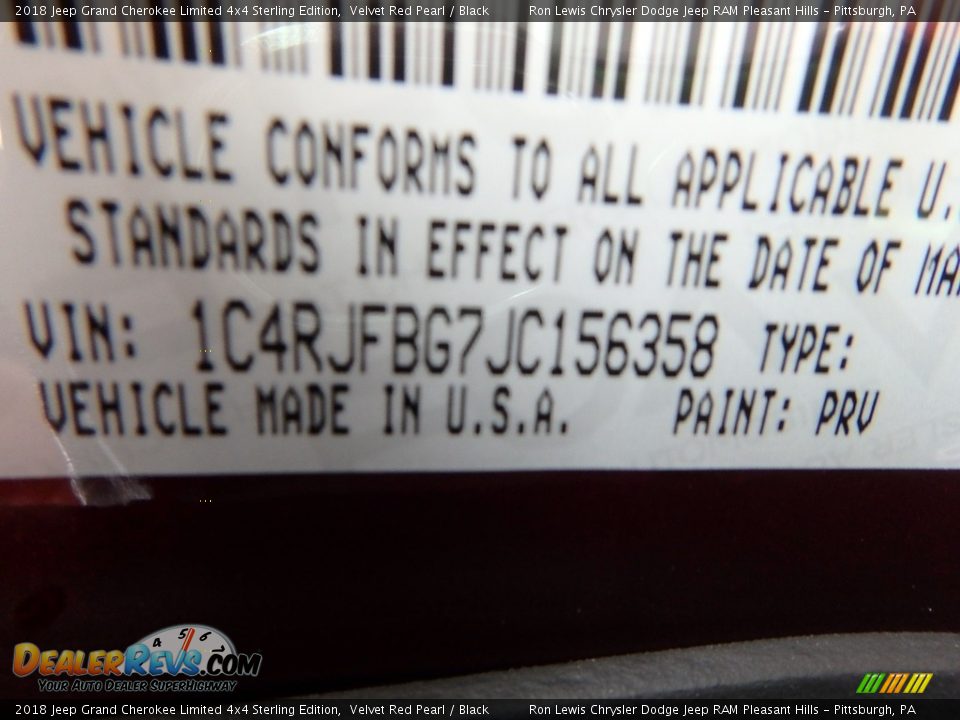 2018 Jeep Grand Cherokee Limited 4x4 Sterling Edition, Velvet Red Pearl / Black Ron Lewis Chrysler Dodge Jeep RAM Pleasant Hills - Pittsburgh, PA
VEHICLE CONFORMS TO ALL APPLICABLE U.
STANDARDS IN EFFECT ON THE DATE OF MA
VIN: 1C4RJFBG7JC156358 TYPE:
VEHICLE MADE IN U.S.A. PAINT: PRV
4 5 6
DealerRevs.com
Your Auto Dealer SuperHighway
2018 Jeep Grand Cherokee Limited 4x4 Sterling Edition, Velvet Red Pearl / Black Ron Lewis Chrysler Dodge Jeep RAM Pleasant Hills - Pittsburgh, PA